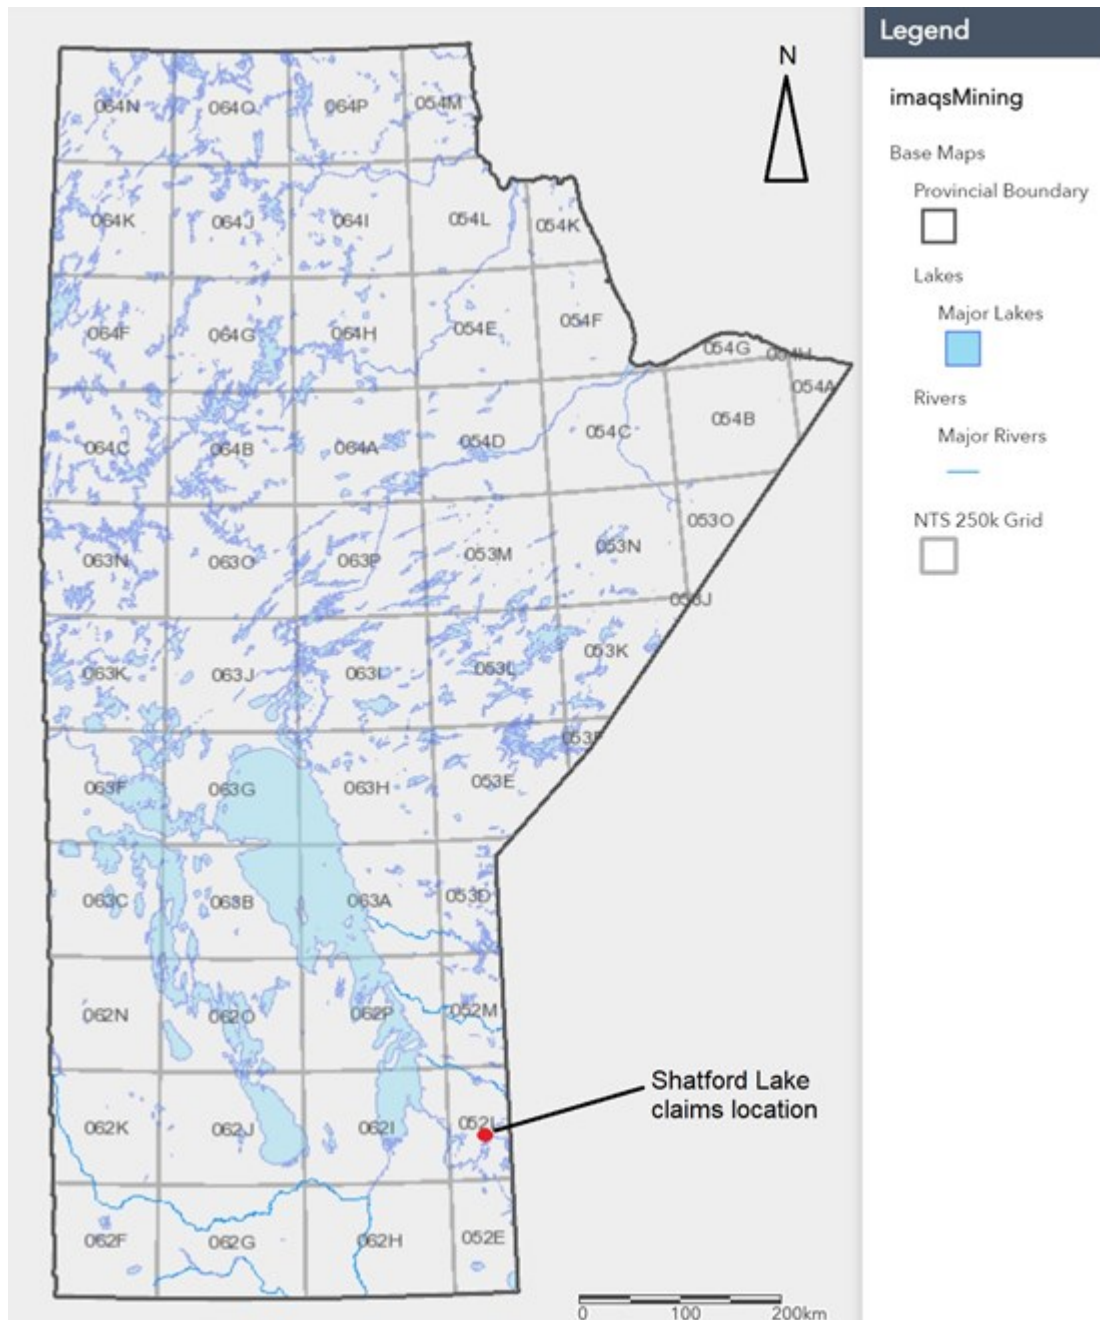 Legend
N
imaqsMining
Base Maps
Provincial Boundary
Lakes
Major Lakes
Rivers
Major Rivers
NTS 250k Grid
064N 064O 064P 054M
064K 064J 064I 054L 054K
064F 064G 064H 054E 054F
054G 054H
054A
064C 064B 064A 054D 054C 054B
063N 063O 063P 053M 053N 053O
053J
063K 063J 063I 053L 053K
053F
063F 063G 063H 053E
063C 063B 063A 053D
062N 062O 062P 052M
Shatford Lake
claims location
062K 062J 062I 052L
062F 062G 062H 052E
0 100 200km